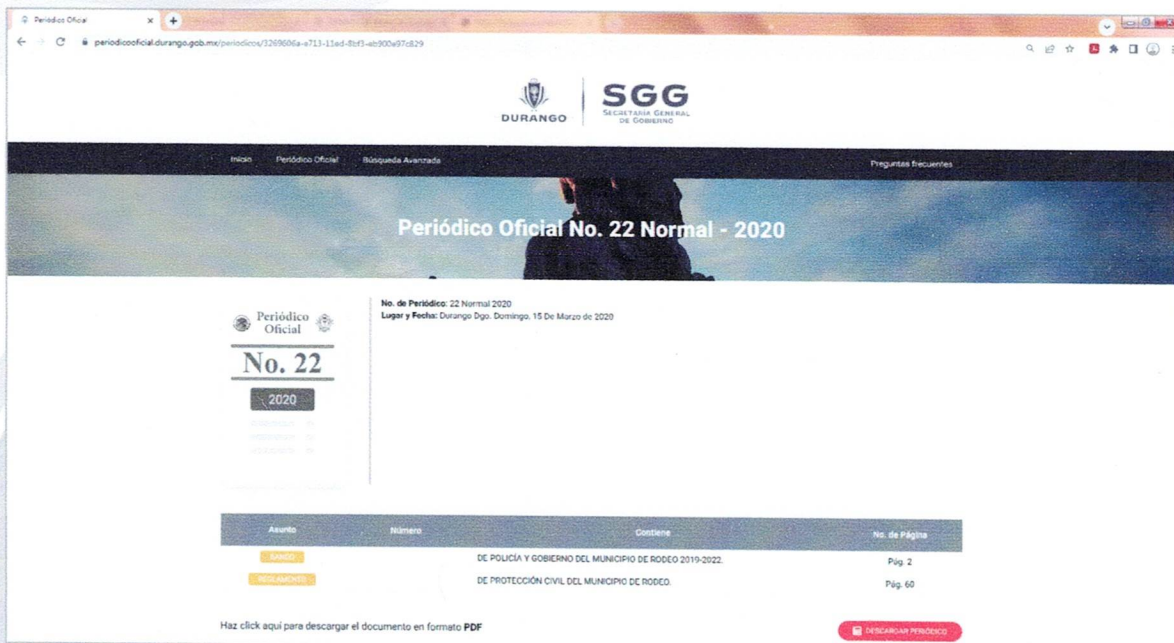 Periódico Oficial
periodicooficial.durango.gob.mx/periodicos/3269606a-e713-11ed-8bf3-eb900e97c829
DURANGO
SGG
SECRETARÍA GENERAL
DE GOBIERNO
Inicio Periódico Oficial Búsqueda Avanzada Preguntas frecuentes
Periódico Oficial No. 22 Normal - 2020
Periódico
Oficial
No. 22
2020
No. de Periódico: 22 Normal 2020
Lugar y Fecha: Durango Dgo. Domingo, 15 De Marzo de 2020
Asunto Número Contiene No. de Página
BANDO DE POLICÍA Y GOBIERNO DEL MUNICIPIO DE RODEO 2019-2022. Pág. 2
REGLAMENTO DE PROTECCIÓN CIVIL DEL MUNICIPIO DE RODEO. Pág. 60
Haz click aquí para descargar el documento en formato PDF
DESCARGAR PERIÓDICO